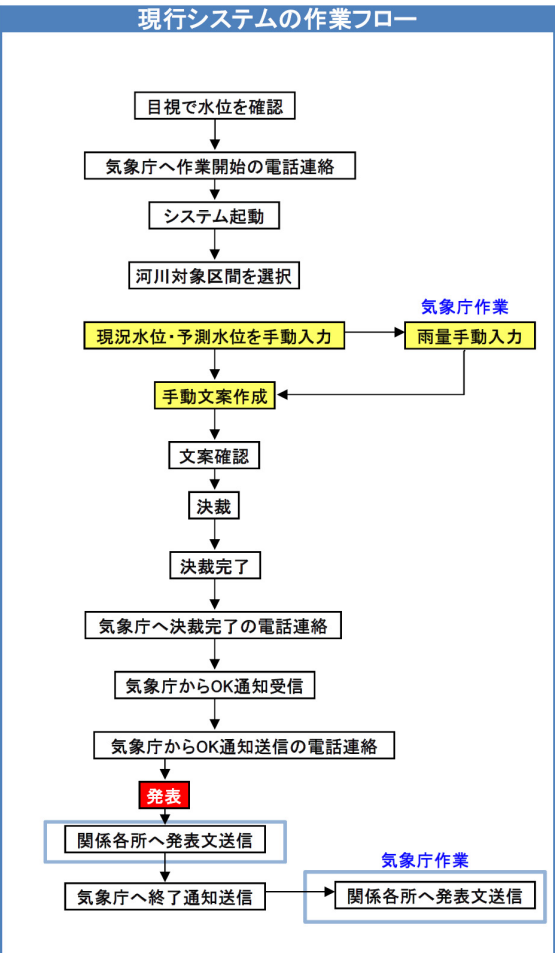 現行システムの作業フロー
目視で水位を確認
気象庁へ作業開始の電話連絡
システム起動
河川対象区間を選択
気象庁作業
現況水位・予測水位を手動入力
雨量手動入力
手動文案作成
文案確認
決裁
決裁完了
気象庁へ決裁完了の電話連絡
気象庁からOK通知受信
気象庁からOK通知送信の電話連絡
発表
関係各所へ発表文送信
気象庁作業
気象庁へ終了通知送信
関係各所へ発表文送信